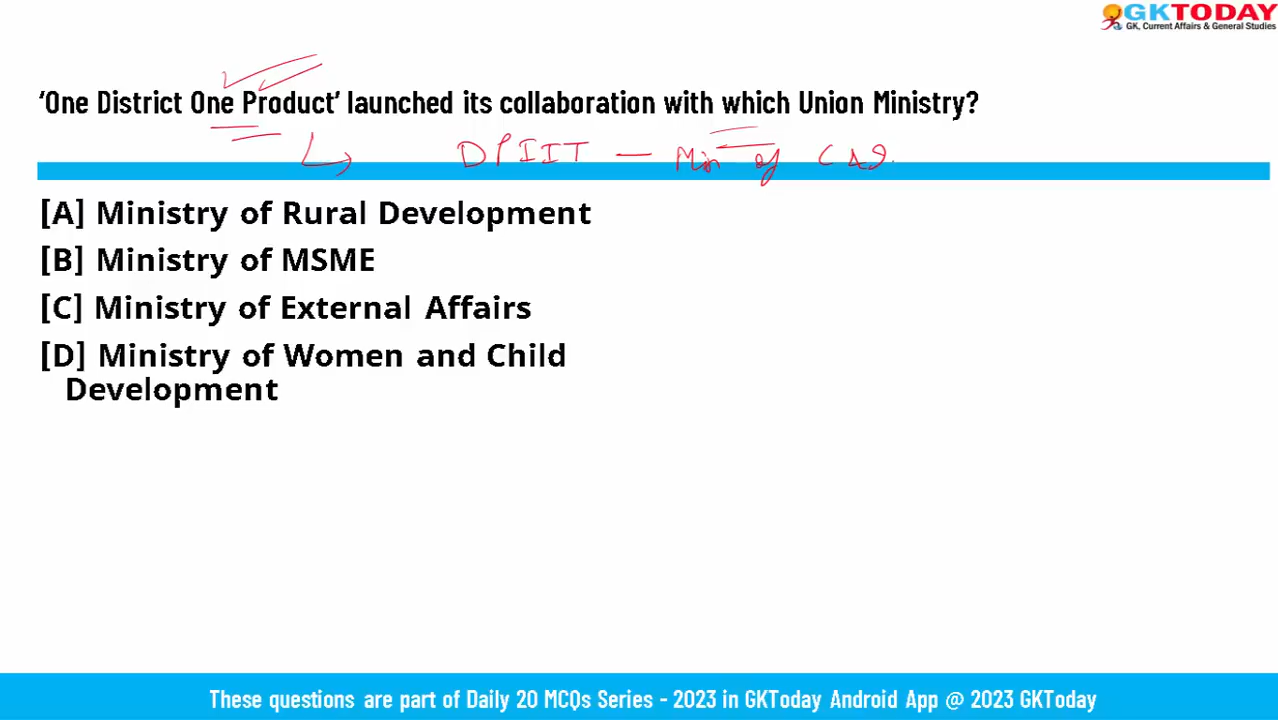 GKTODAY
GK, Current Affairs & General Studies
‘One District One Product’ launched its collaboration with which Union Ministry?
DPIIT — Min of C & I
[A] Ministry of Rural Development
[B] Ministry of MSME
[C] Ministry of External Affairs
[D] Ministry of Women and Child
Development
These questions are part of Daily 20 MCQs Series - 2023 in GKToday Android App @ 2023 GKToday